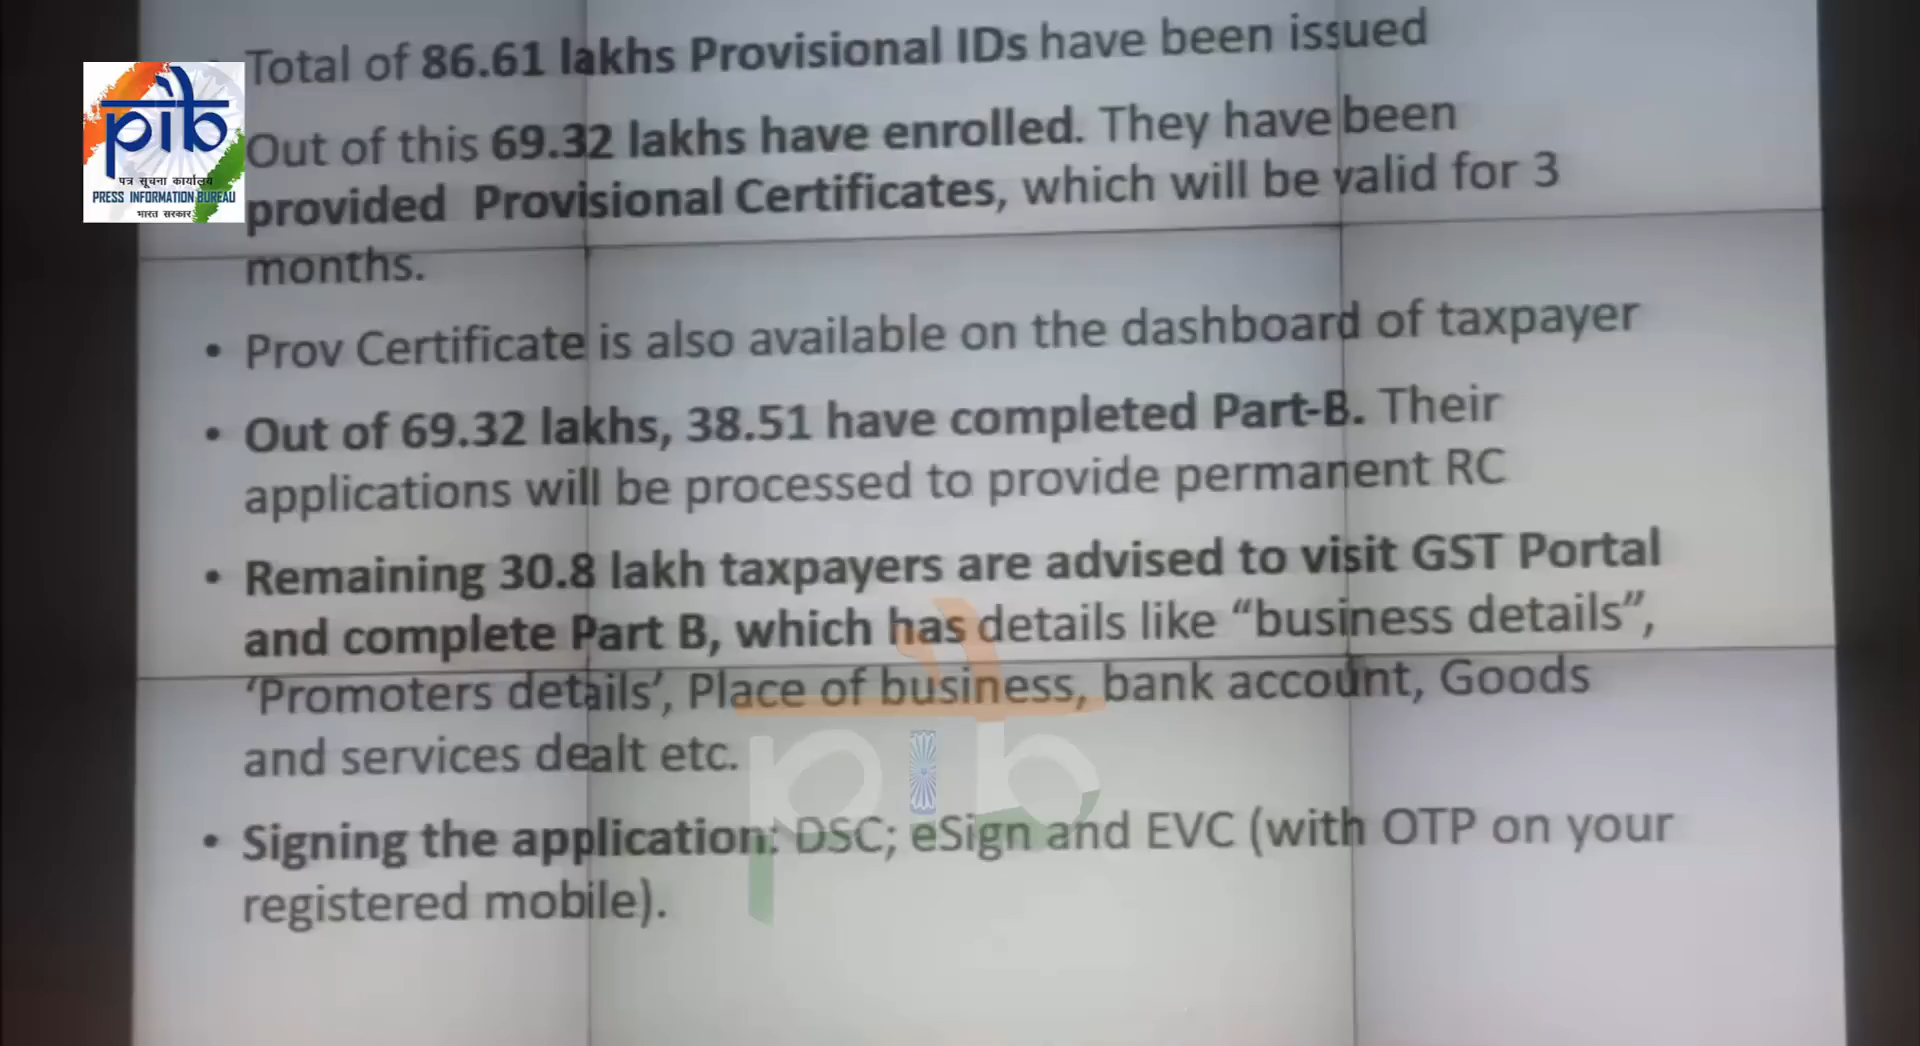 Total of 86.61 lakhs Provisional IDs have been issued
Out of this 69.32 lakhs have enrolled. They have been
provided Provisional Certificates, which will be valid for 3
months.
• Prov Certificate is also available on the dashboard of taxpayer
• Out of 69.32 lakhs, 38.51 have completed Part-B. Their
applications will be processed to provide permanent RC
• Remaining 30.8 lakh taxpayers are advised to visit GST Portal
and complete Part B, which has details like “business details”,
‘Promoters details’, Place of business, bank account, Goods
and services dealt etc.
• Signing the application: DSC; eSign and EVC (with OTP on your
registered mobile).
pib
पत्र सूचना कार्यालय
PRESS INFORMATION BUREAU
भारत सरकार
pib